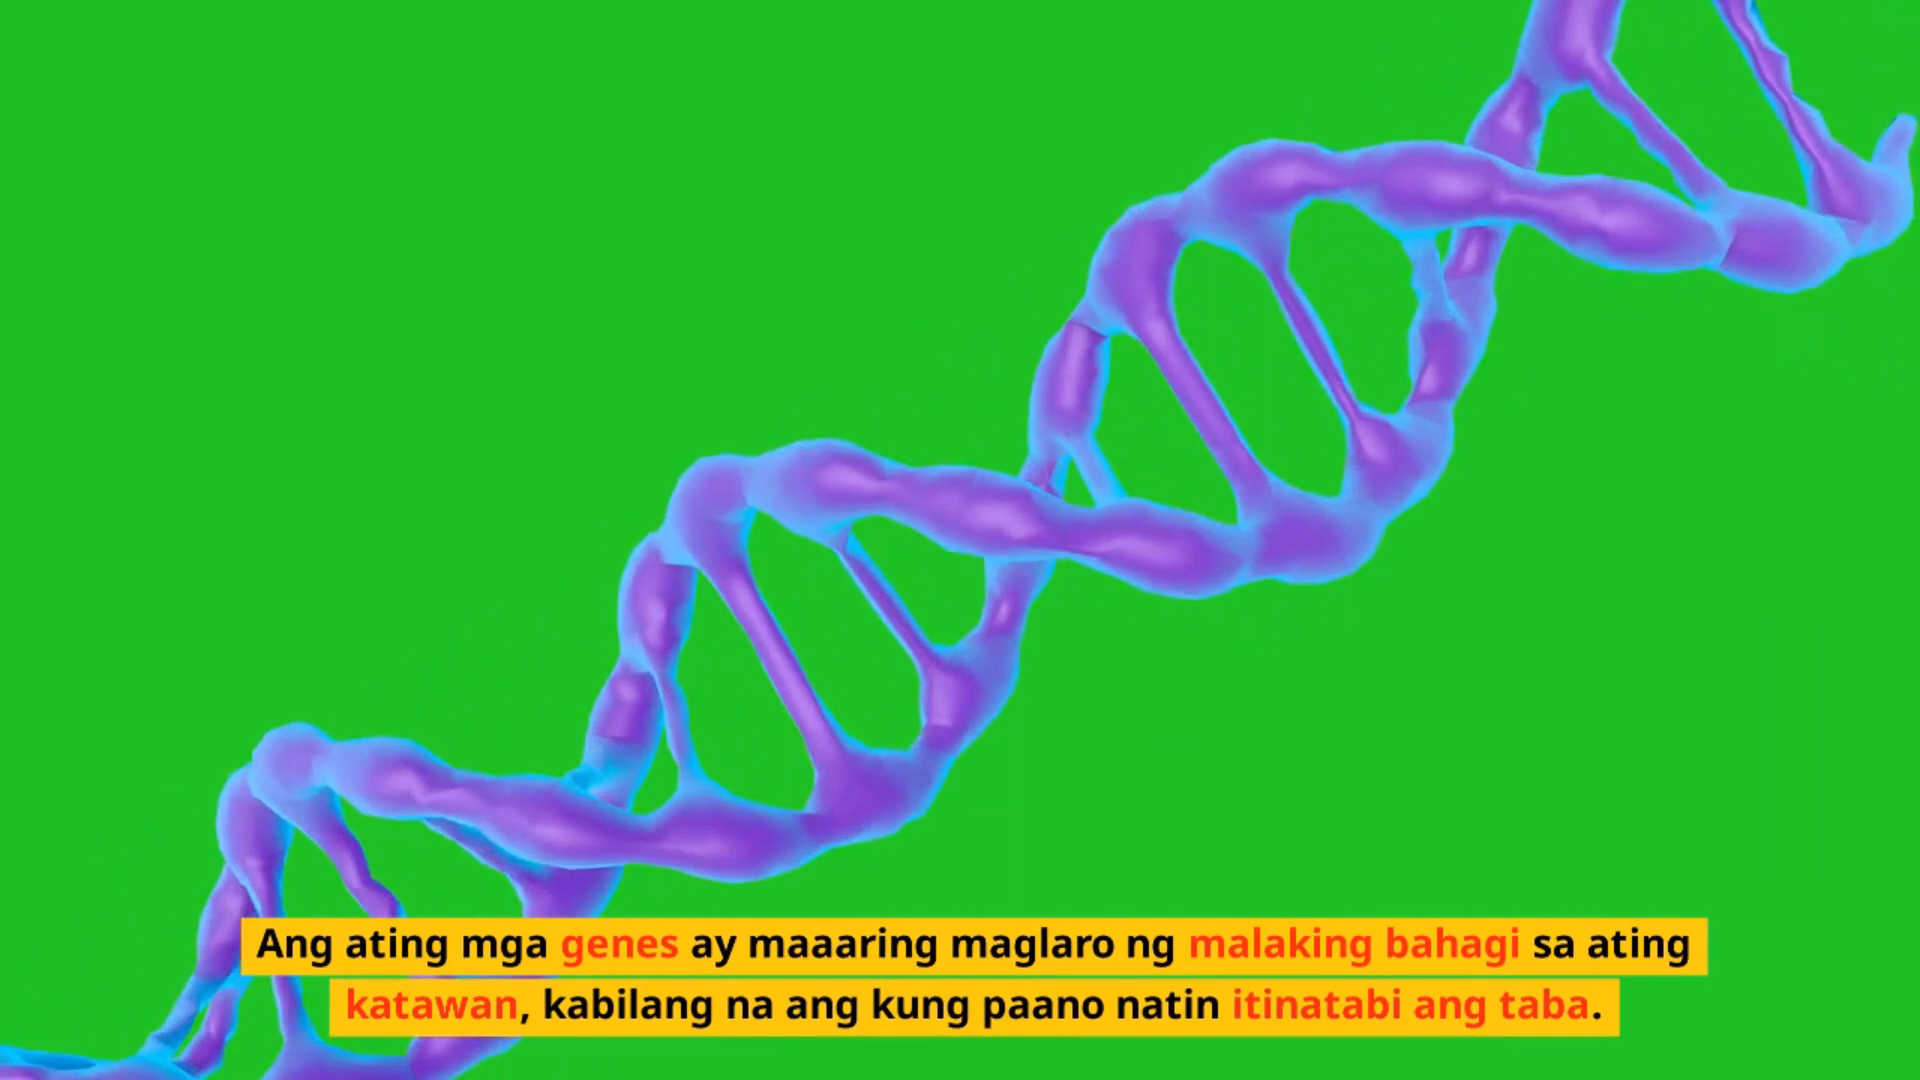 Ang ating mga genes ay maaaring maglaro ng malaking bahagi sa ating
katawan, kabilang na ang kung paano natin itinatabi ang taba.